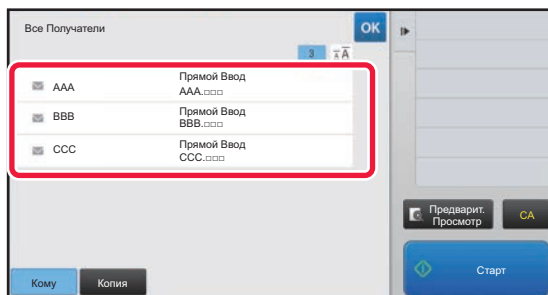 Все Получатели
OK
3
AAA
Прямой Ввод
AAA.□□□
BBB
Прямой Ввод
BBB.□□□
CCC
Прямой Ввод
CCC.□□□
Предварит.
Просмотр
CA
Старт
Кому
Копия